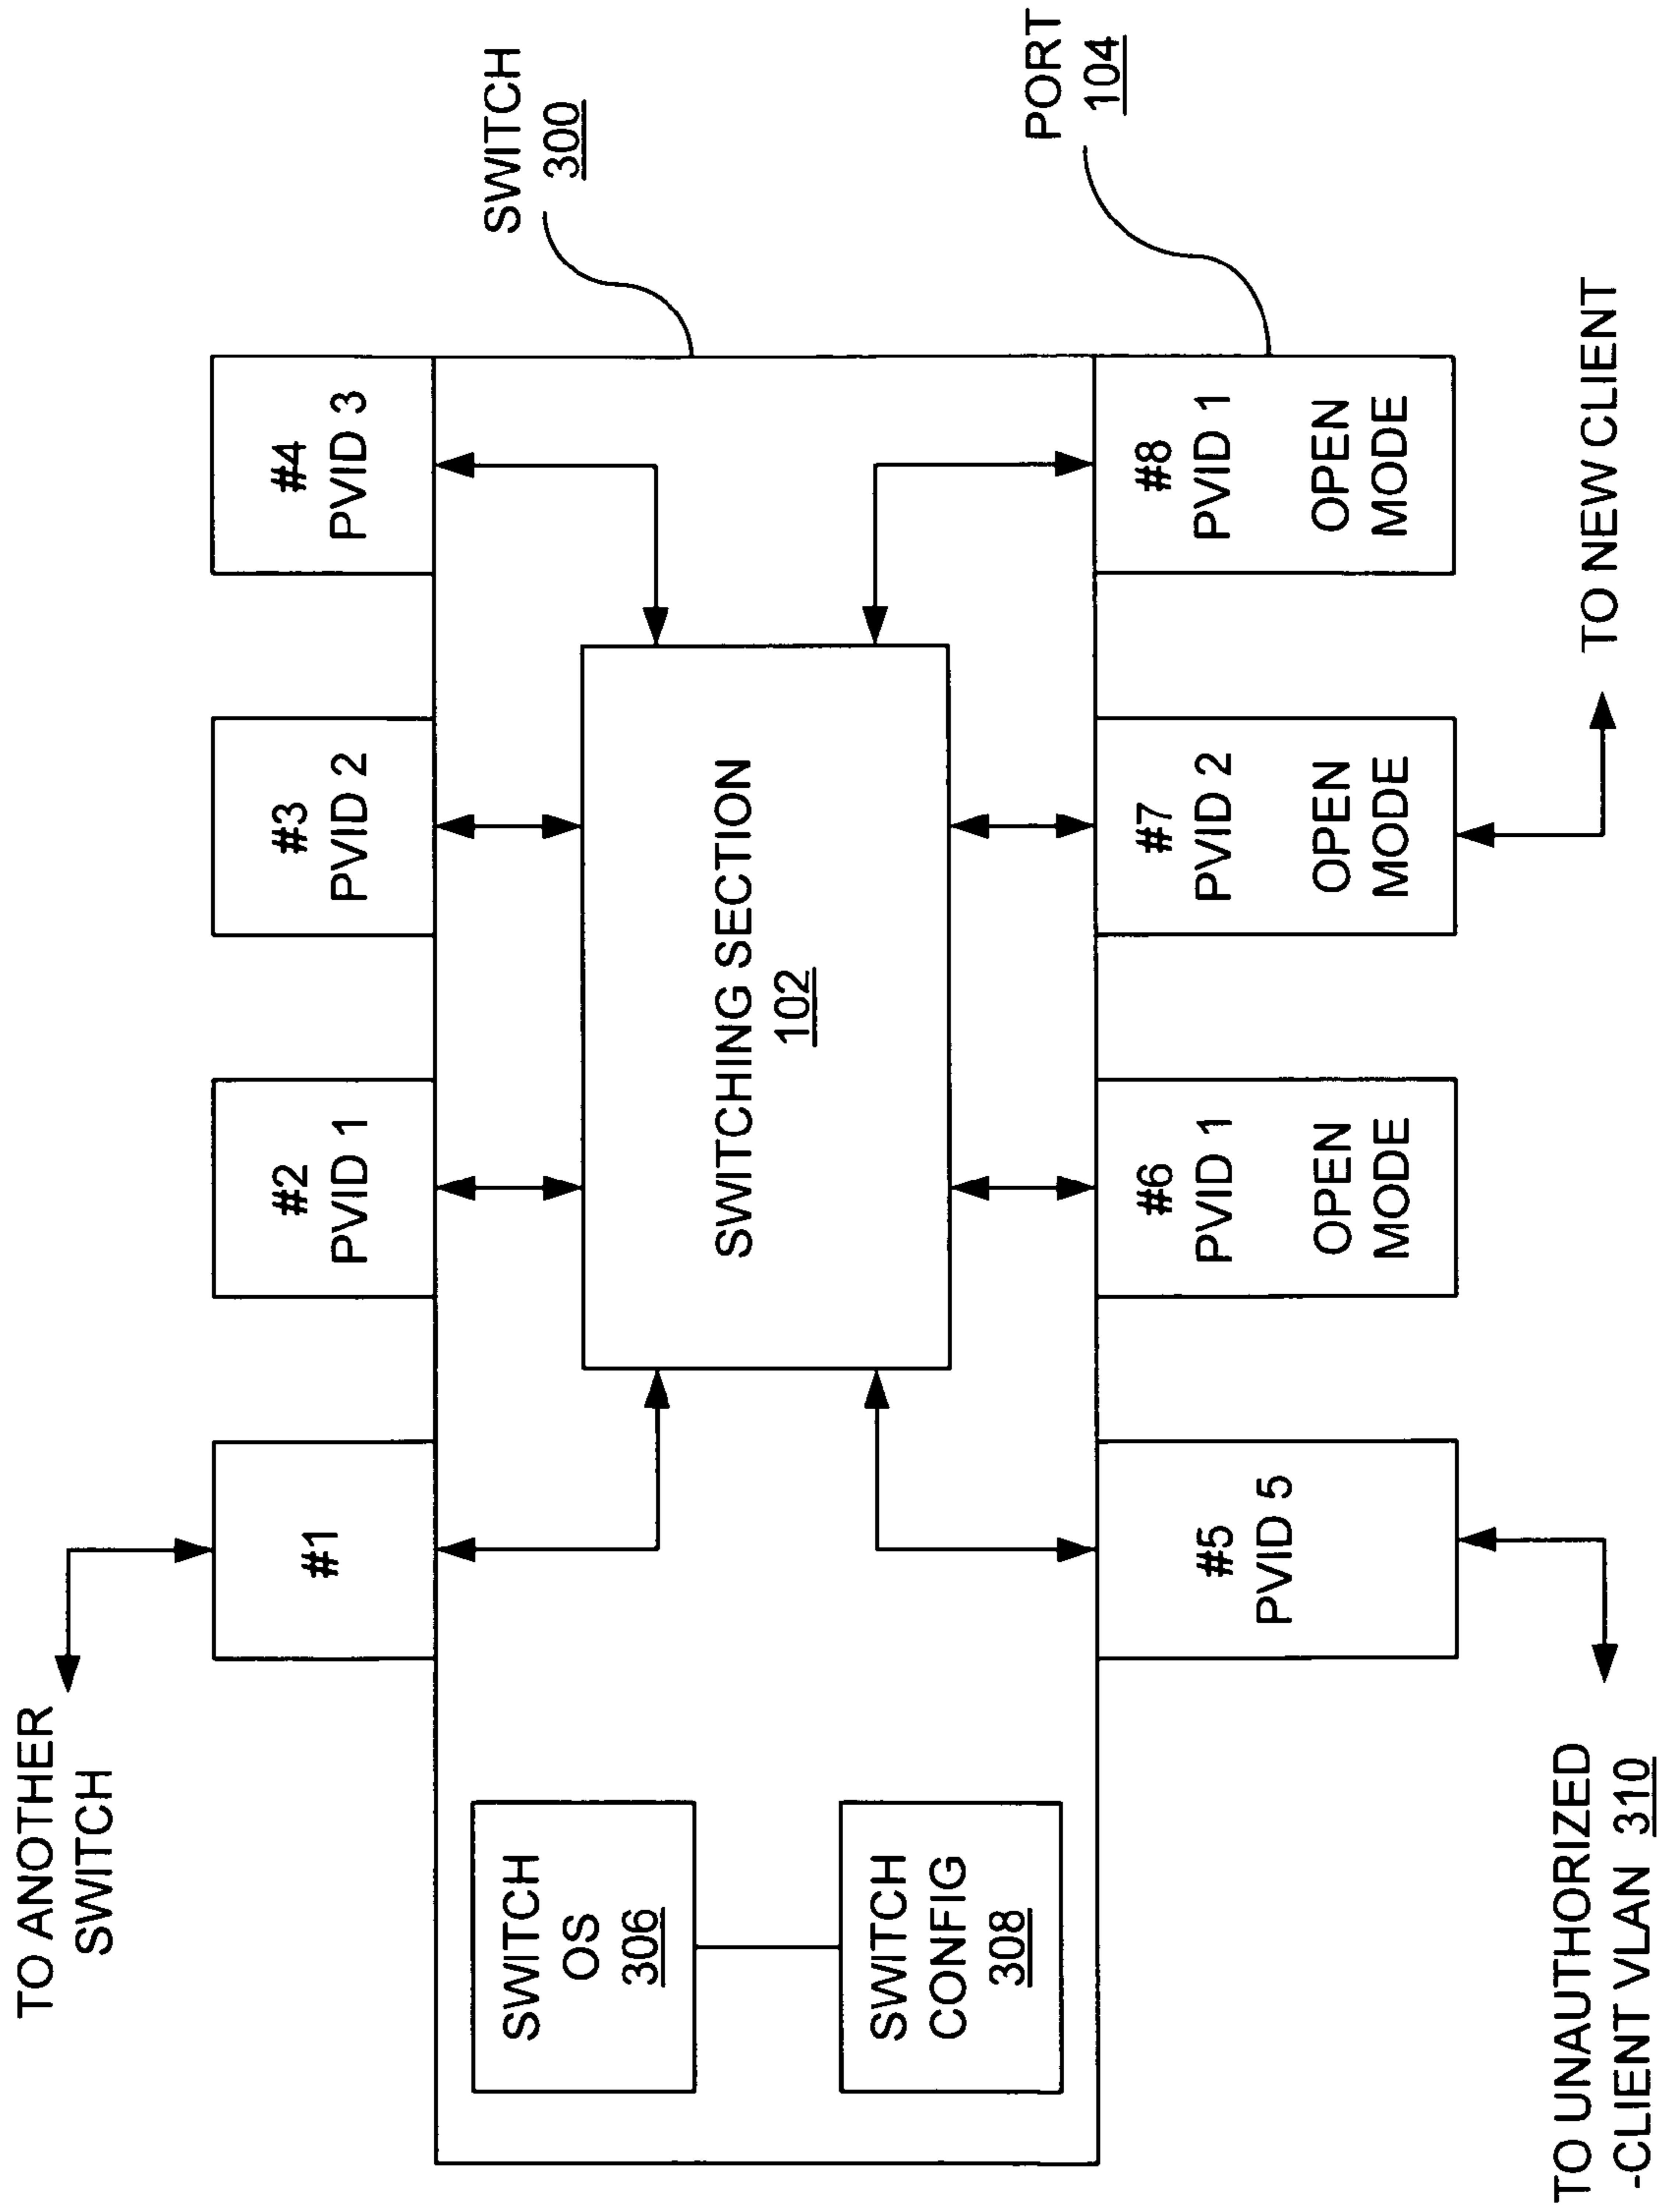 TO ANOTHER
SWITCH
#1
#2
PVID 1
#3
PVID 2
#4
PVID 3
SWITCH
300
SWITCH
OS
306
SWITCH
CONFIG
308
SWITCHING SECTION
102
PORT
104
#5
PVID 5
#6
PVID 1
OPEN
MODE
#7
PVID 2
OPEN
MODE
#8
PVID 1
OPEN
MODE
TO UNAUTHORIZED
-CLIENT VLAN 310
TO NEW CLIENT